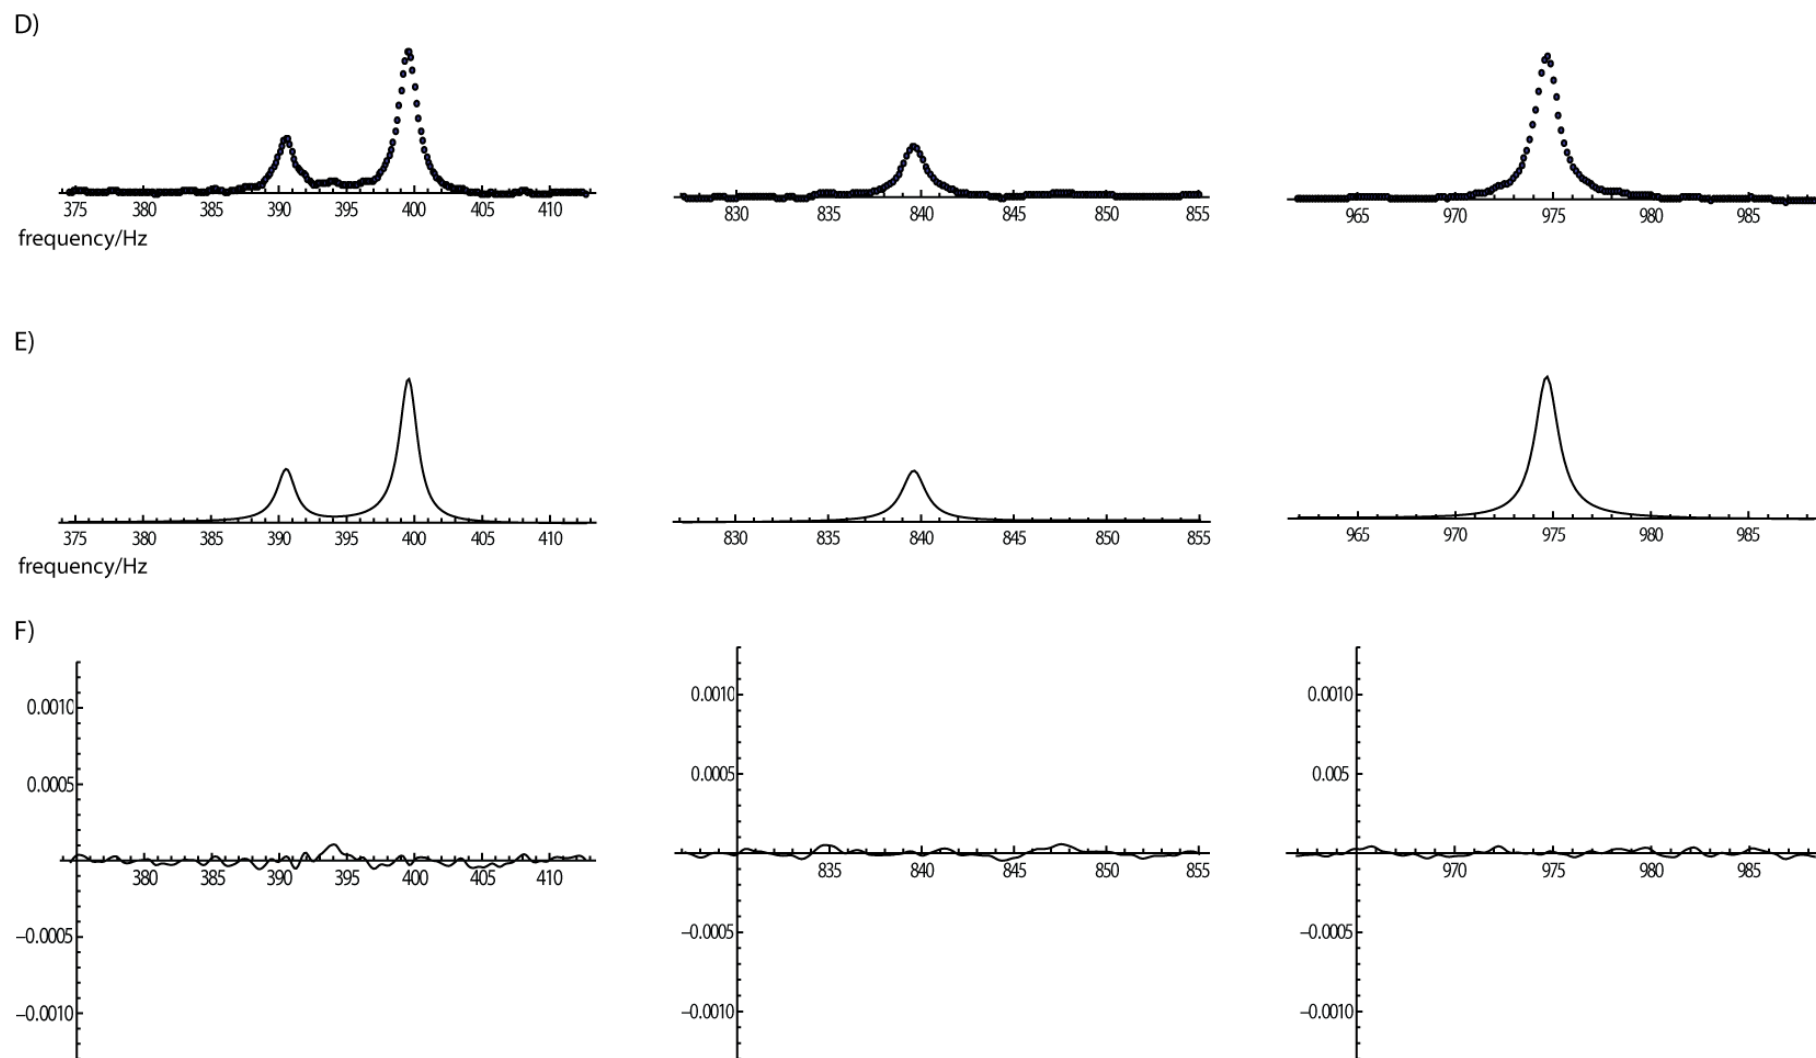 D)
375 380 385 390 395 400 405 410
830 835 840 845 850 855
965 970 975 980 985
frequency/Hz
E)
375 380 385 390 395 400 405 410
830 835 840 845 850 855
965 970 975 980 985
frequency/Hz
F)
0.0010 0.0010 0.0010
0.0005 0.0005 0.005
380 385 390 395 400 405 410
835 840 845 850 855
970 975 980 985
−0.0005 −0.0005 −0.0005
−0.0010 −0.0010 −0.0010